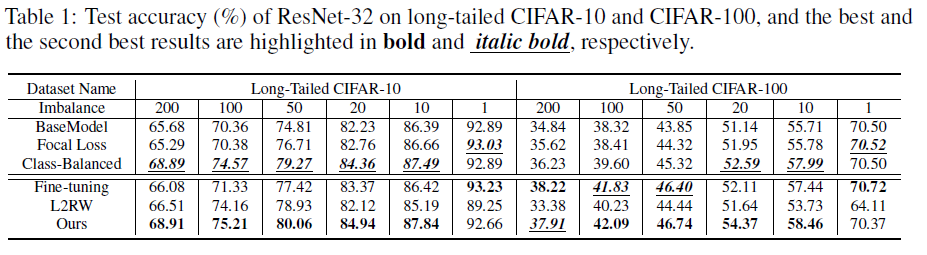 Table 1: Test accuracy (%) of ResNet-32 on long-tailed CIFAR-10 and CIFAR-100, and the best and
the second best results are highlighted in bold and italic bold, respectively.
Dataset Name Long-Tailed CIFAR-10 Long-Tailed CIFAR-100
Imbalance 200 100 50 20 10 1 200 100 50 20 10 1
BaseModel 65.68 70.36 74.81 82.23 86.39 92.89 34.84 38.32 43.85 51.14 55.71 70.50
Focal Loss 65.29 70.38 76.71 82.76 86.66 93.03 35.62 38.41 44.32 51.95 55.78 70.52
Class-Balanced 68.89 74.57 79.27 84.36 87.49 92.89 36.23 39.60 45.32 52.59 57.99 70.50
Fine-tuning 66.08 71.33 77.42 83.37 86.42 93.23 38.22 41.83 46.40 52.11 57.44 70.72
L2RW 66.51 74.16 78.93 82.12 85.19 89.25 33.38 40.23 44.44 51.64 53.73 64.11
Ours 68.91 75.21 80.06 84.94 87.84 92.66 37.91 42.09 46.74 54.37 58.46 70.37